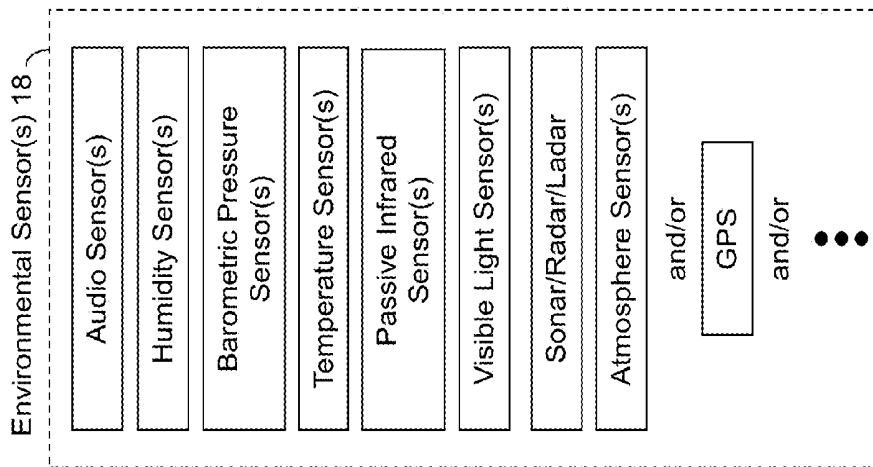 Environmental Sensor(s) 18
Audio Sensor(s)
Humidity Sensor(s)
Barometric Pressure
Sensor(s)
Temperature Sensor(s)
Passive Infrared
Sensor(s)
Visible Light Sensor(s)
Sonar/Radar/Ladar
Atmosphere Sensor(s)
and/or
GPS
and/or